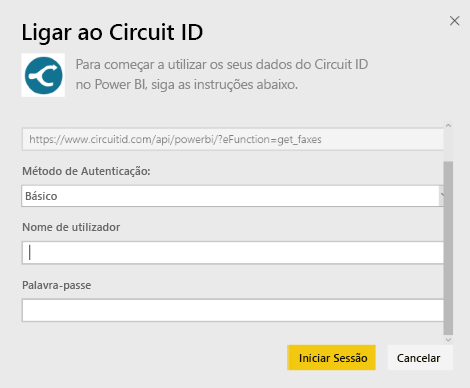 Ligar ao Circuit ID
Para começar a utilizar os seus dados do Circuit ID
no Power BI, siga as instruções abaixo.
https://www.circuitid.com/api/powerbi/?eFunction=get_faxes
Método de Autenticação:
Básico
Nome de utilizador
Palavra-passe
Iniciar Sessão
Cancelar